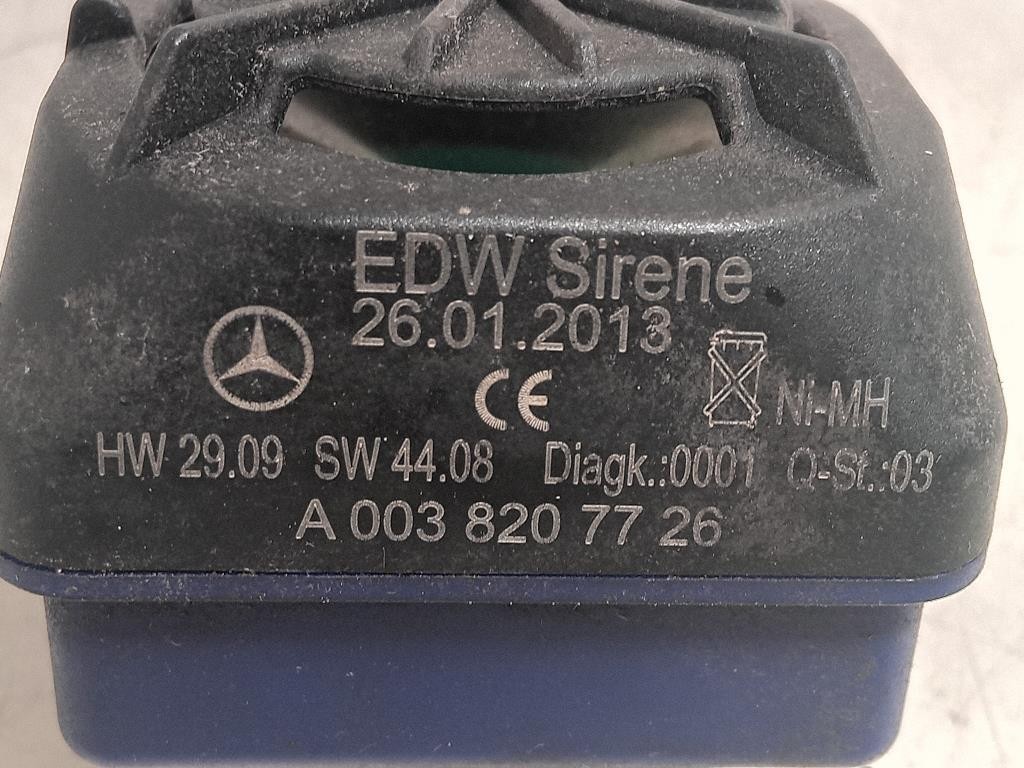 EDW Sirene
26.01.2013
CE
Ni-MH
HW 29.09 SW 44.08 Diagk.:0001 Q-St.:03
A 003 820 77 26